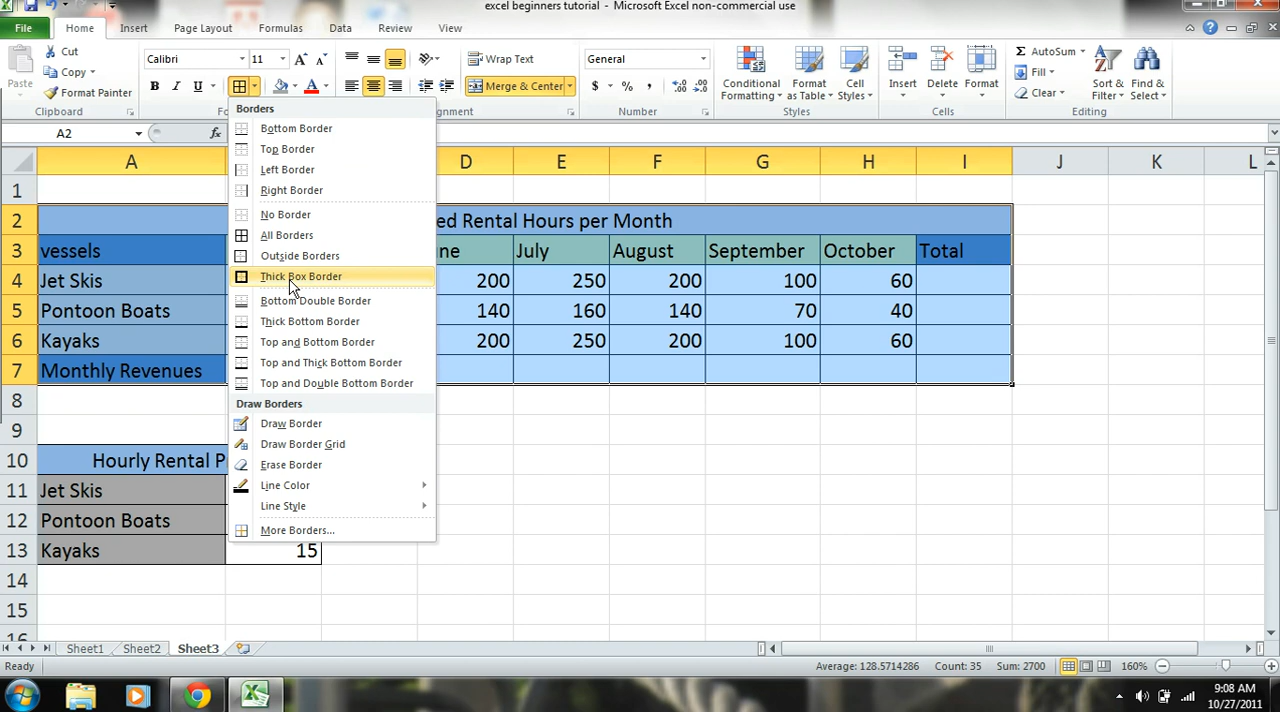 excel beginners tutorial - Microsoft Excel non-commercial use
File Home Insert Page Layout Formulas Data Review View
Paste
Cut
Copy
Format Painter
Clipboard
Calibri 11
B I U
Wrap Text
Merge & Center
General
$ % ,
Number
Conditional Formatting
Format as Table
Cell Styles
Styles
Insert Delete Format
Cells
AutoSum
Fill
Clear
Sort & Filter
Find & Select
Editing
A2 fx
Borders
Bottom Border
Top Border
Left Border
Right Border
No Border
All Borders
Outside Borders
Thick Box Border
Bottom Double Border
Thick Bottom Border
Top and Bottom Border
Top and Thick Bottom Border
Top and Double Bottom Border
Draw Borders
Draw Border
Draw Border Grid
Erase Border
Line Color
Line Style
More Borders...
A D E F G H I J K L
1
2 Rental Hours per Month
3 vessels July August September October Total
4 Jet Skis 200 250 200 100 60
5 Pontoon Boats 140 160 140 70 40
6 Kayaks 200 250 200 100 60
7 Monthly Revenues
8
9
10 Hourly Rental
11 Jet Skis
12 Pontoon Boats
13 Kayaks 15
14
15
16
Sheet1 Sheet2 Sheet3
Ready Average: 128.5714286 Count: 35 Sum: 2700 160%
9:08 AM
10/27/2011